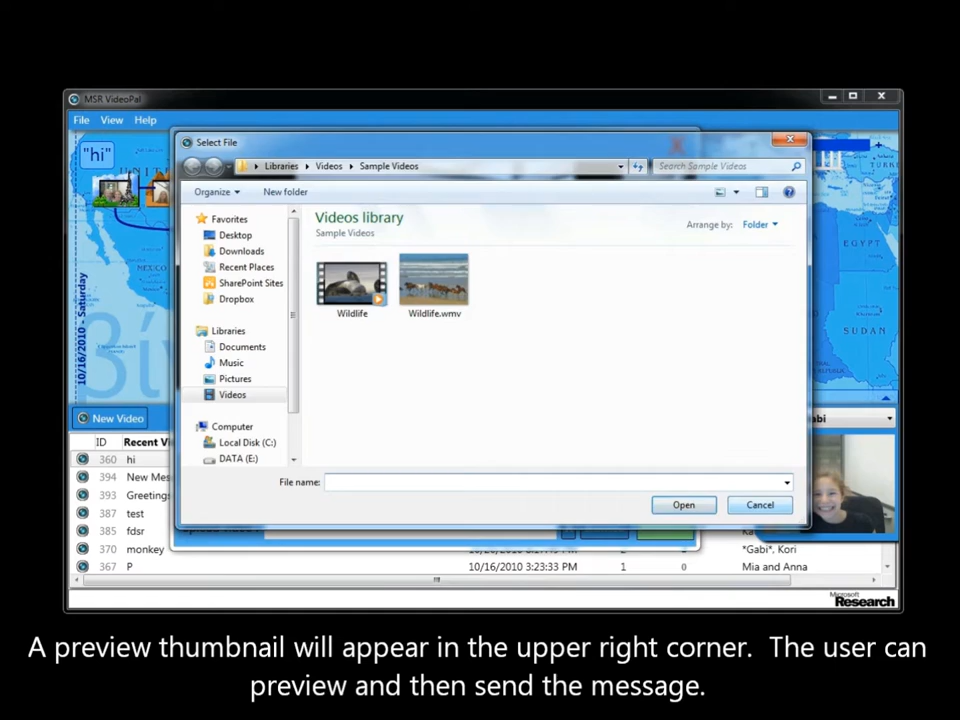 MSR VideoPal
File View Help
"hi"
10/16/2010 - Saturday
Select File
Libraries Videos Sample Videos
Search Sample Videos
Organize New folder
Videos library
Sample Videos
Arrange by: Folder
Favorites
Desktop
Downloads
Recent Places
SharePoint Sites
Dropbox
Libraries
Documents
Music
Pictures
Videos
Computer
Local Disk (C:)
DATA (E:)
Wildlife
Wildlife.wmv
File name:
Open Cancel
EGYPT
SUDAN
New Video
ID Recent
360 hi
394 New
393 Greeting
387 test
385 fdsr
370 monkey *Gabi*, Kori
367 P 10/16/2010 3:23:33 PM 1 0 Mia and Anna
Microsoft
Research
A preview thumbnail will appear in the upper right corner. The user can
preview and then send the message.